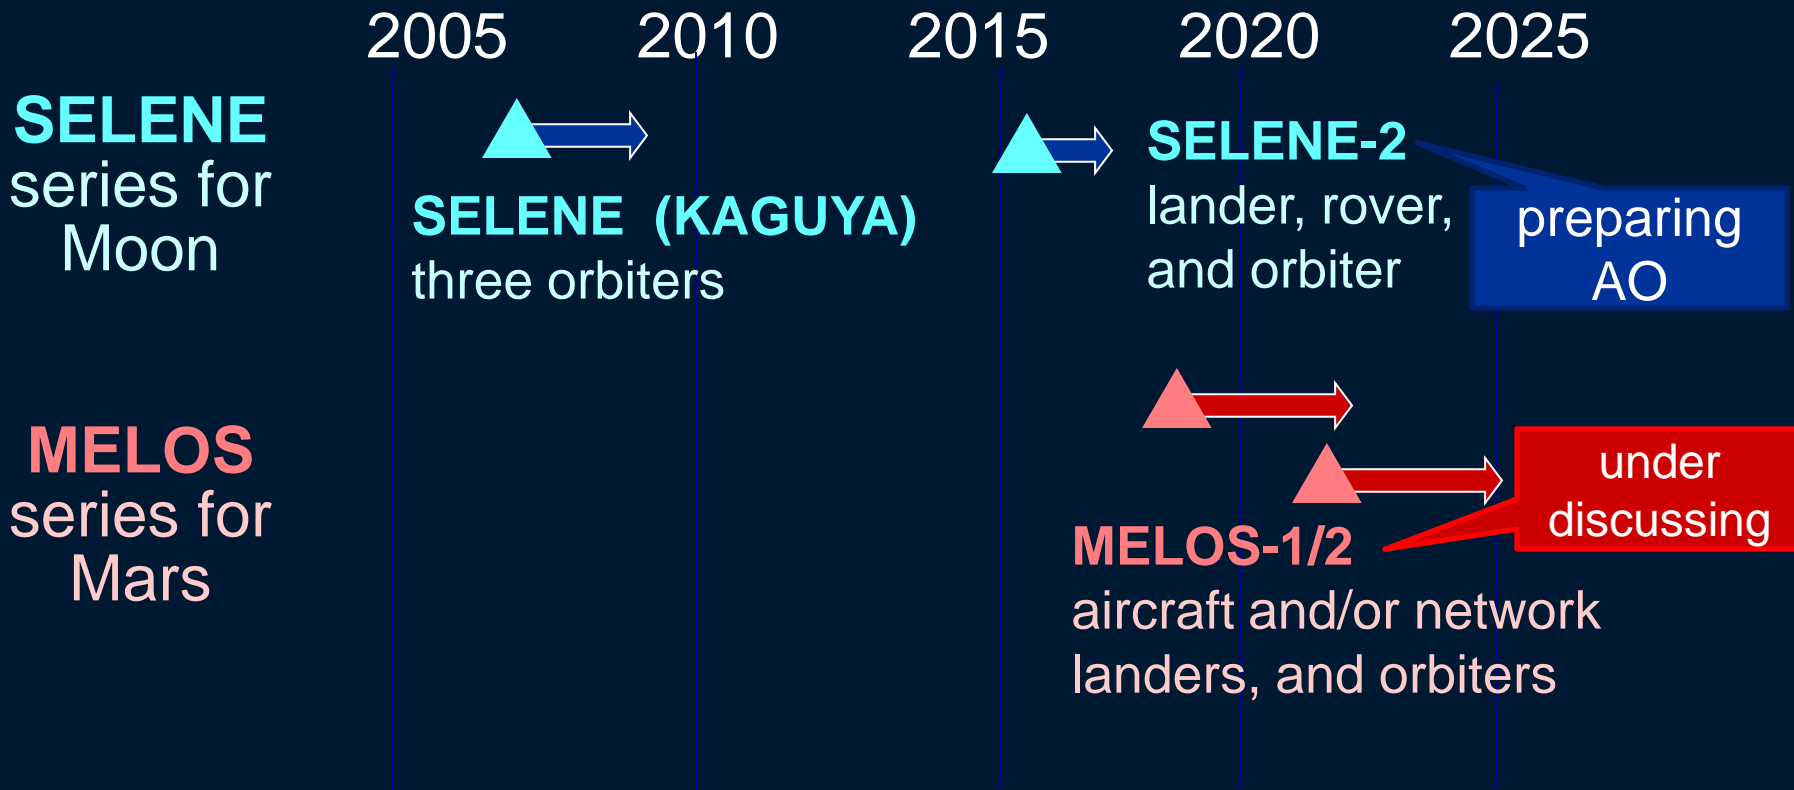 2005 2010 2015 2020 2025
SELENE
series for
Moon
SELENE (KAGUYA)
three orbiters
SELENE-2
lander, rover,
and orbiter
preparing
AO
MELOS
series for
Mars
MELOS-1/2
aircraft and/or network
landers, and orbiters
under
discussing